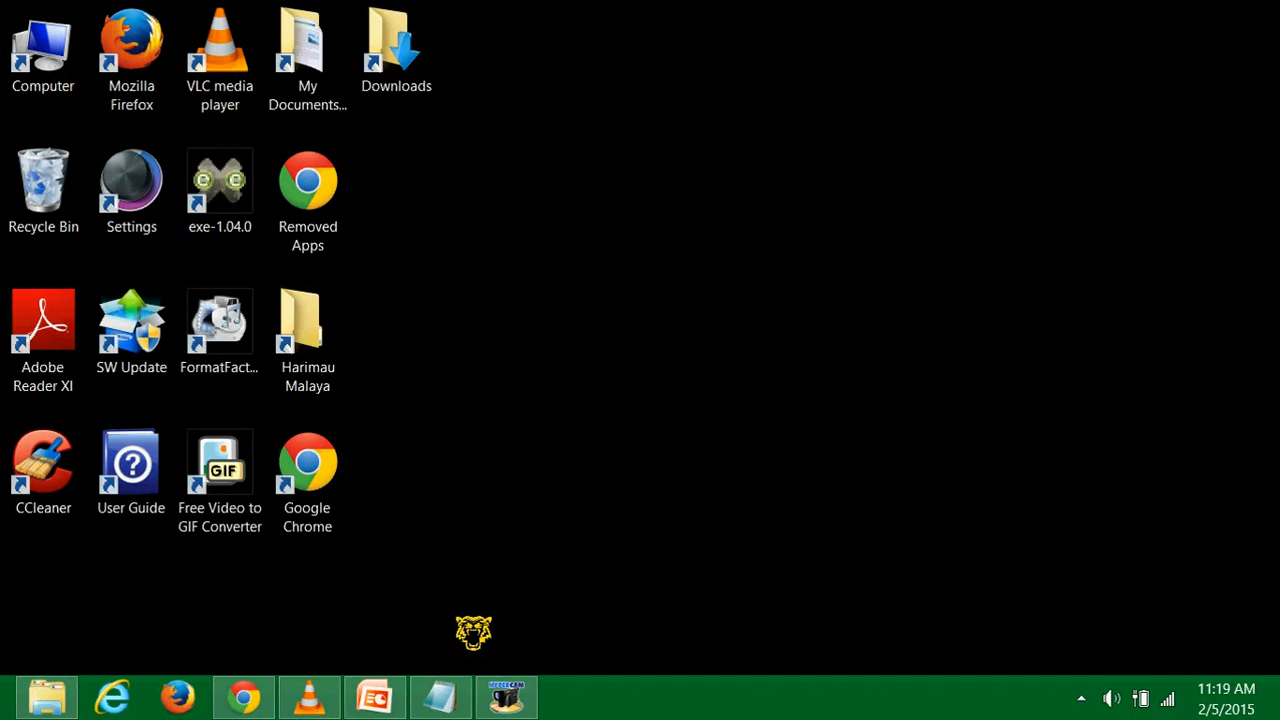 Computer
Mozilla
Firefox
VLC media
player
My
Documents...
Downloads
Recycle Bin
Settings
exe-1.04.0
Removed
Apps
Adobe
Reader XI
SW Update
FormatFact...
Harimau
Malaya
CCleaner
User Guide
GIF
Free Video to
GIF Converter
Google
Chrome
HYPERCAM
11:19 AM
2/5/2015